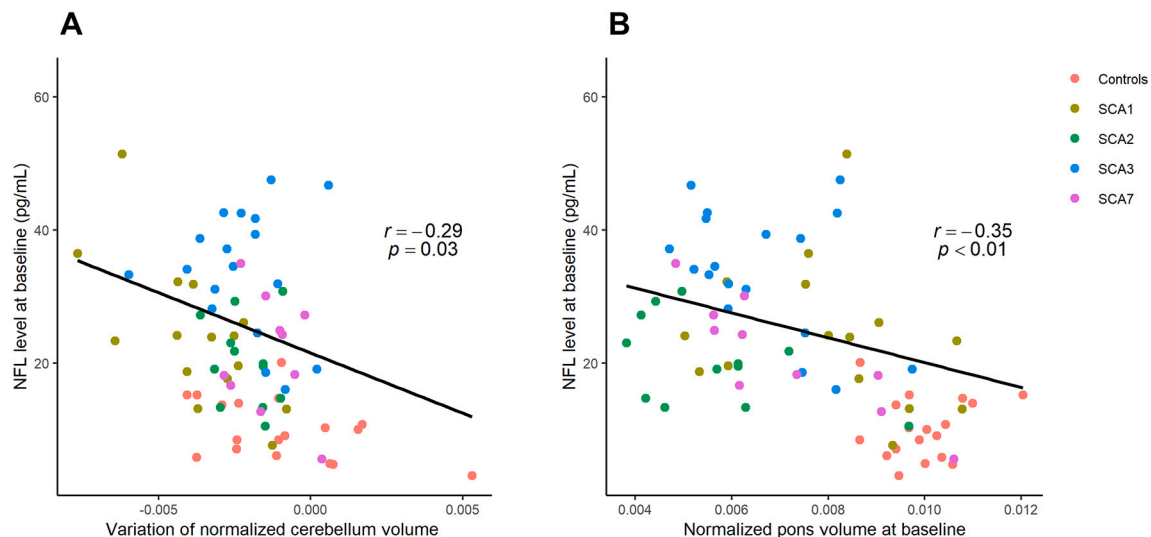 A
NFL level at baseline (pg/mL)
60
40
20
r = −0.29
p = 0.03
-0.005
0.000
0.005
Variation of normalized cerebellum volume
B
NFL level at baseline (pg/mL)
60
40
20
r = −0.35
p < 0.01
0.004
0.006
0.008
0.010
0.012
Normalized pons volume at baseline
Controls
SCA1
SCA2
SCA3
SCA7